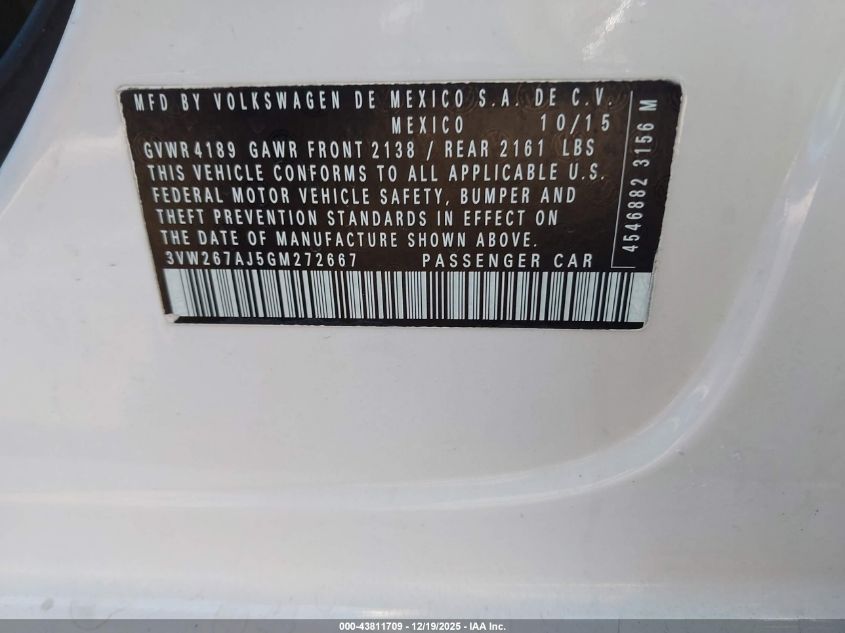 MFD BY VOLKSWAGEN DE MEXICO S.A. DE C.V.
MEXICO 10/15
GVWR 4189 GAWR FRONT 2138 / REAR 2161 LBS
THIS VEHICLE CONFORMS TO ALL APPLICABLE U.S.
FEDERAL MOTOR VEHICLE SAFETY, BUMPER AND
THEFT PREVENTION STANDARDS IN EFFECT ON
THE DATE OF MANUFACTURE SHOWN ABOVE.
3VW267AJ5GM272667 PASSENGER CAR
4546882 3156 M
000-43811709 - 12/19/2025 - IAA Inc.